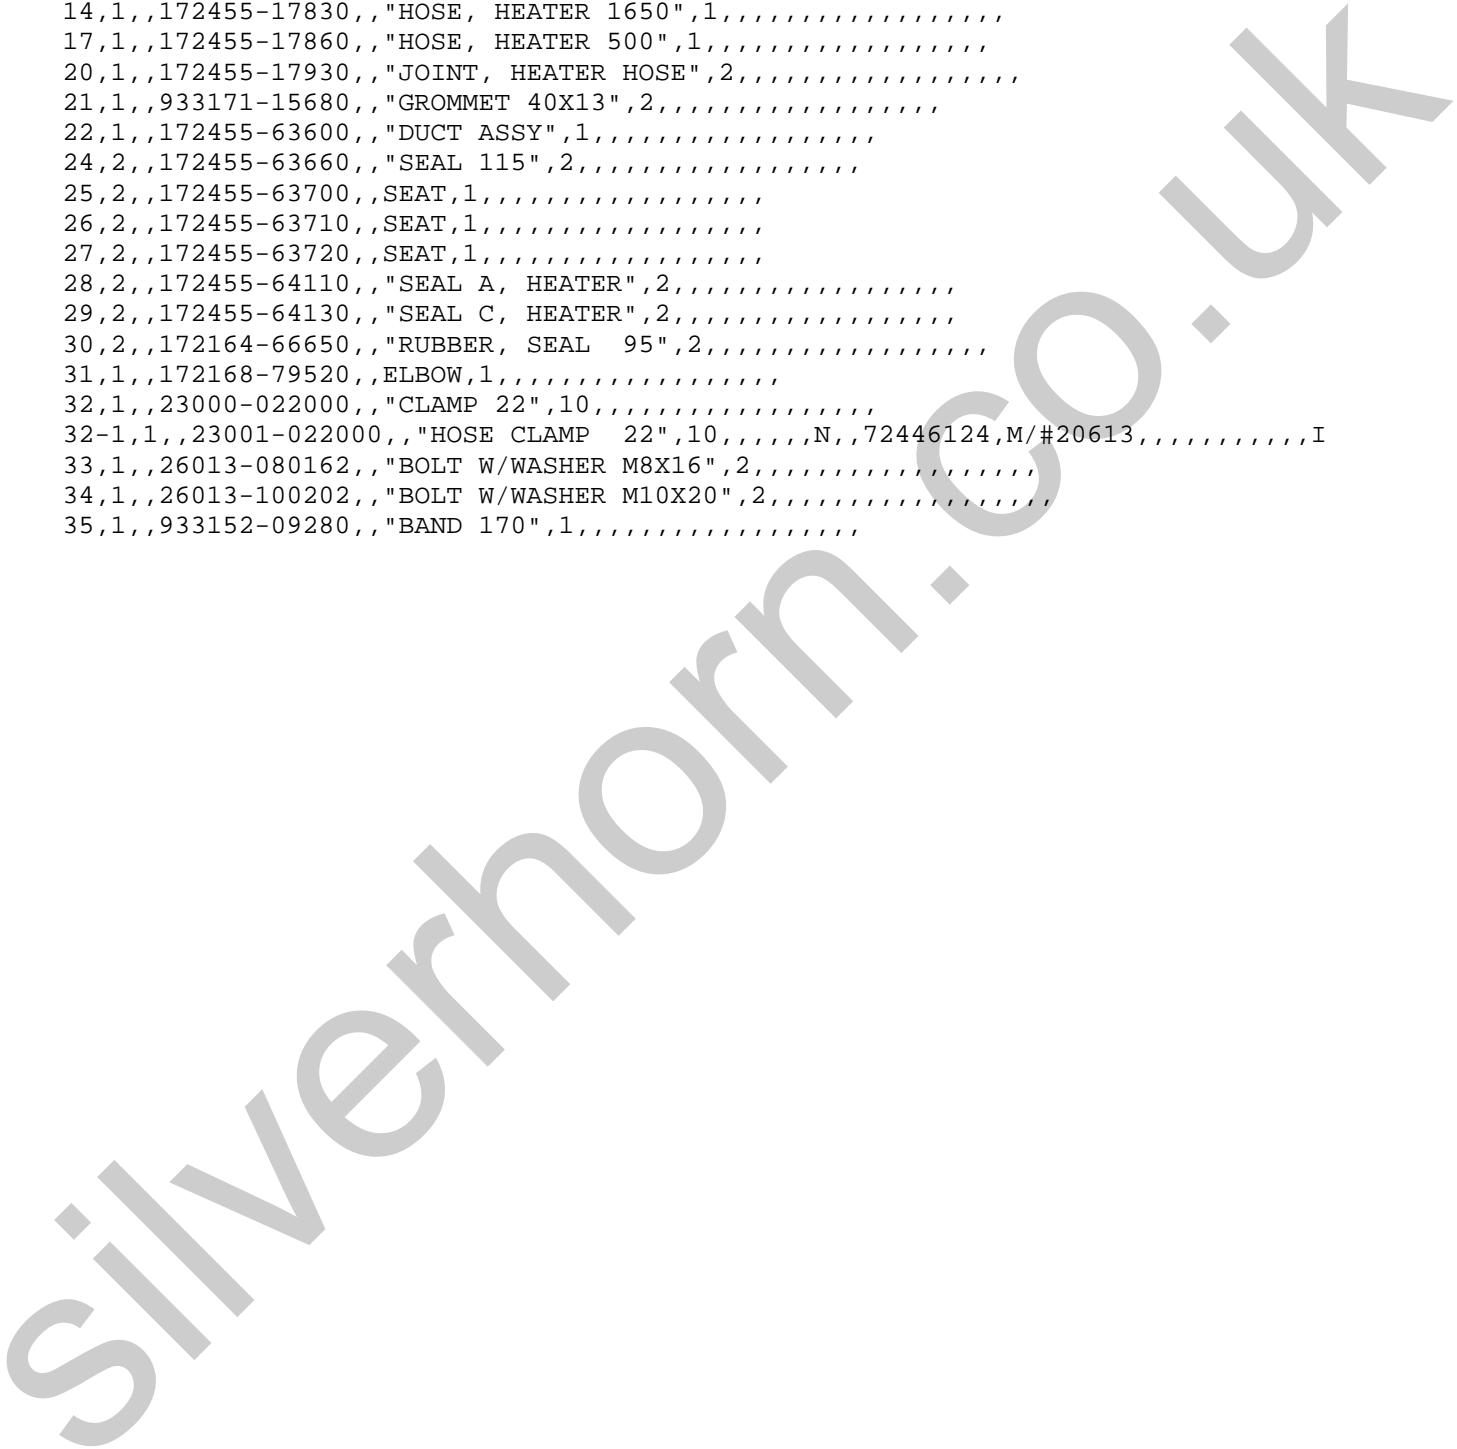 14,1,,172455-17830,,"HOSE, HEATER 1650",1,,,,,,,,,,,,,,,,,,
17,1,,172455-17860,,"HOSE, HEATER 500",1,,,,,,,,,,,,,,,,,,
20,1,,172455-17930,,"JOINT, HEATER HOSE",2,,,,,,,,,,,,,,,,,,
21,1,,933171-15680,,"GROMMET 40X13",2,,,,,,,,,,,,,,,,,,
22,1,,172455-63600,,"DUCT ASSY",1,,,,,,,,,,,,,,,,,,
24,2,,172455-63660,,"SEAL 115",2,,,,,,,,,,,,,,,,,,
25,2,,172455-63700,,SEAT,1,,,,,,,,,,,,,,,,,,
26,2,,172455-63710,,SEAT,1,,,,,,,,,,,,,,,,,,
27,2,,172455-63720,,SEAT,1,,,,,,,,,,,,,,,,,,
28,2,,172455-64110,,"SEAL A, HEATER",2,,,,,,,,,,,,,,,,,,
29,2,,172455-64130,,"SEAL C, HEATER",2,,,,,,,,,,,,,,,,,,
30,2,,172164-66650,,"RUBBER, SEAL  95",2,,,,,,,,,,,,,,,,,,
31,1,,172168-79520,,ELBOW,1,,,,,,,,,,,,,,,,,,
32,1,,23000-022000,,"CLAMP 22",10,,,,,,,,,,,,,,,,,,
32-1,1,,23001-022000,,"HOSE CLAMP  22",10,,,,,,N,,72446124,M/#20613,,,,,,,,,,,I
33,1,,26013-080162,,"BOLT W/WASHER M8X16",2,,,,,,,,,,,,,,,,,,
34,1,,26013-100202,,"BOLT W/WASHER M10X20",2,,,,,,,,,,,,,,,,,,
35,1,,933152-09280,,"BAND 170",1,,,,,,,,,,,,,,,,,,
silverhorn.co.uk